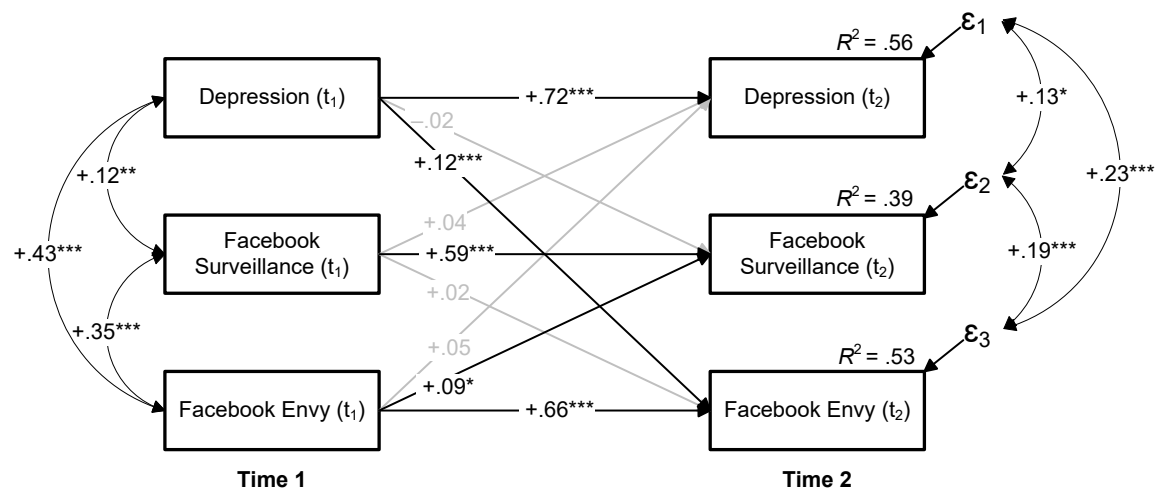 ε₁
R² = .56
Depression (t₁)
+.72***
Depression (t₂)
+.13*
–.02
+.12**
+.12***
+.23***
ε₂
R² = .39
+.04
Facebook
Surveillance (t₁)
+.59***
Facebook
Surveillance (t₂)
+.43***
+.19***
+.02
+.35***
ε₃
+.05
R² = .53
+.09*
Facebook Envy (t₁)
+.66***
Facebook Envy (t₂)
Time 1
Time 2